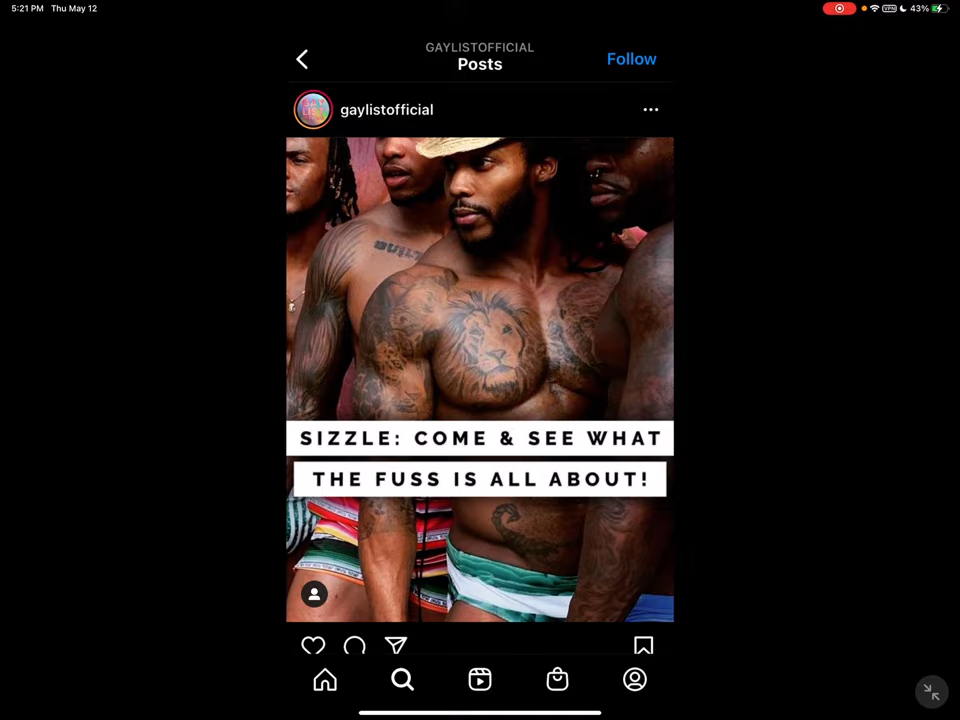 5:21 PM Thu May 12
VPN 43%
GAYLISTOFFICIAL
Posts
Follow
gaylistofficial
SIZZLE: COME & SEE WHAT
THE FUSS IS ALL ABOUT!